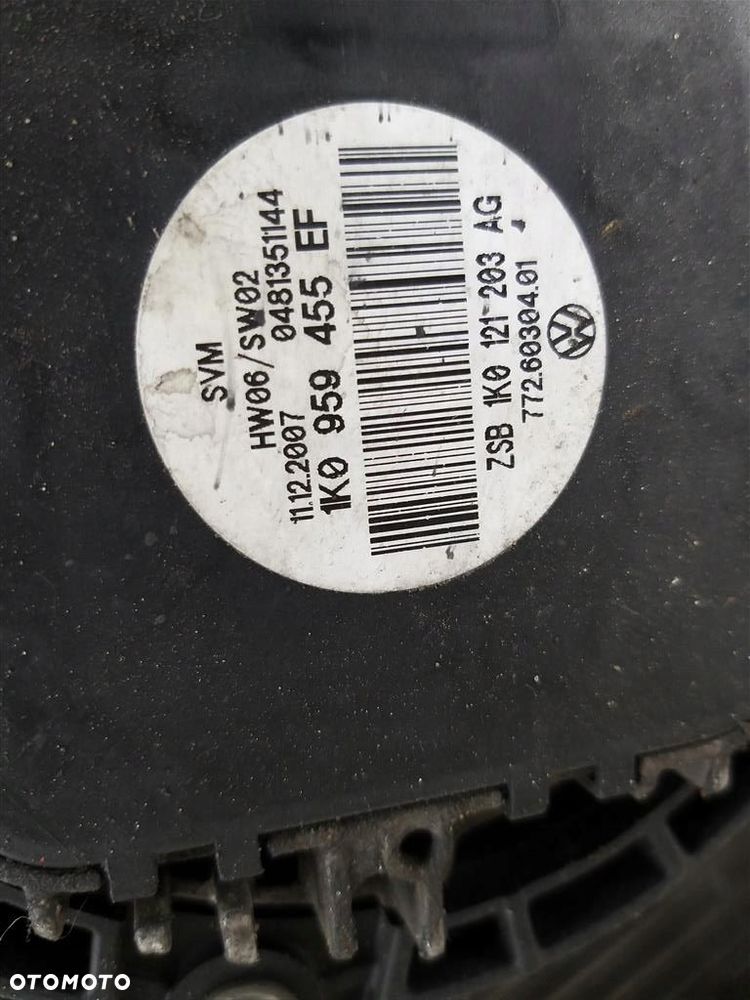 SVM
HW06/SW02
11.12.2007 0481351144
1K0 959 455 EF
ZSB 1K0 121 203 AG
772.60304.01
OTOMOTO